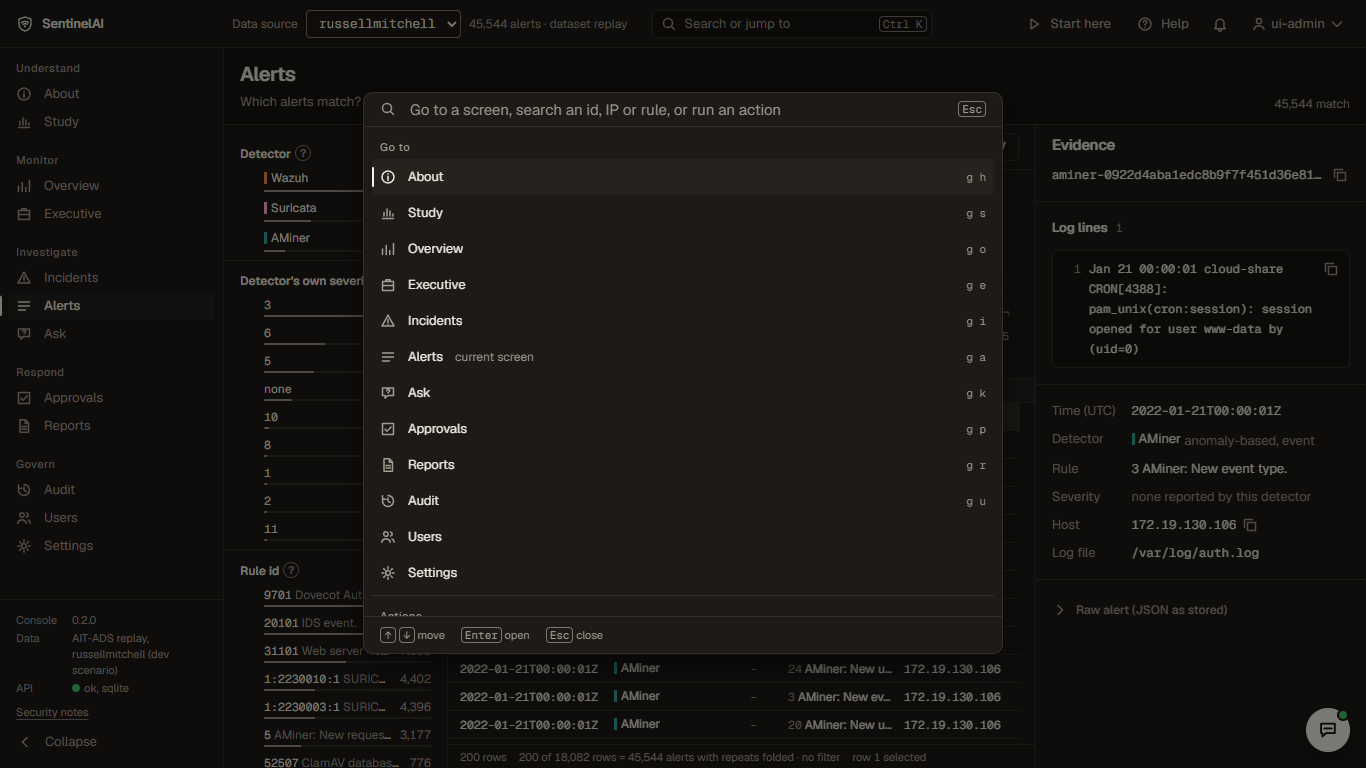 SentinelAI
Data source
russellmitchell
45,544 alerts · dataset replay
Search or jump to
Ctrl K
Start here
Help
ui-admin
Understand
About
Study
Monitor
Overview
Executive
Investigate
Incidents
Alerts
Ask
Respond
Approvals
Reports
Govern
Audit
Users
Settings
Console 0.2.0
Data AIT-ADS replay,
russellmitchell (dev
scenario)
API ok, sqlite
Security notes
Collapse
Alerts
Which alerts match?
45,544 match
Detector ?
Wazuh
Suricata
AMiner
Detector's own severi
3
6
5
none
10
8
1
2
11
Rule id ?
9701 Dovecot Aut
20101 IDS event.
31101 Web server
1:2230010:1 SURIC… 4,402
1:2230003:1 SURIC… 4,396
5 AMiner: New reques… 3,177
52507 ClamAV databas… 776
Go to a screen, search an id, IP or rule, or run an action
Esc
Go to
About g h
Study g s
Overview g o
Executive g e
Incidents g i
Alerts current screen g a
Ask g k
Approvals g p
Reports g r
Audit g u
Users
Settings
Actions
↑ ↓ move Enter open Esc close
2022-01-21T00:00:01Z AMiner – 24 AMiner: New u… 172.19.130.106
2022-01-21T00:00:01Z AMiner – 3 AMiner: New ev… 172.19.130.106
2022-01-21T00:00:01Z AMiner – 20 AMiner: New u… 172.19.130.106
200 rows 200 of 18,082 rows = 45,544 alerts with repeats folded · no filter row 1 selected
Evidence
aminer-0922d4aba1edc8b9f7f451d36e81…
Log lines 1
1 Jan 21 00:00:01 cloud-share
CRON[4388]:
pam_unix(cron:session): session
opened for user www-data by
(uid=0)
Time (UTC) 2022-01-21T00:00:01Z
Detector AMiner anomaly-based, event
Rule 3 AMiner: New event type.
Severity none reported by this detector
Host 172.19.130.106
Log file /var/log/auth.log
Raw alert (JSON as stored)